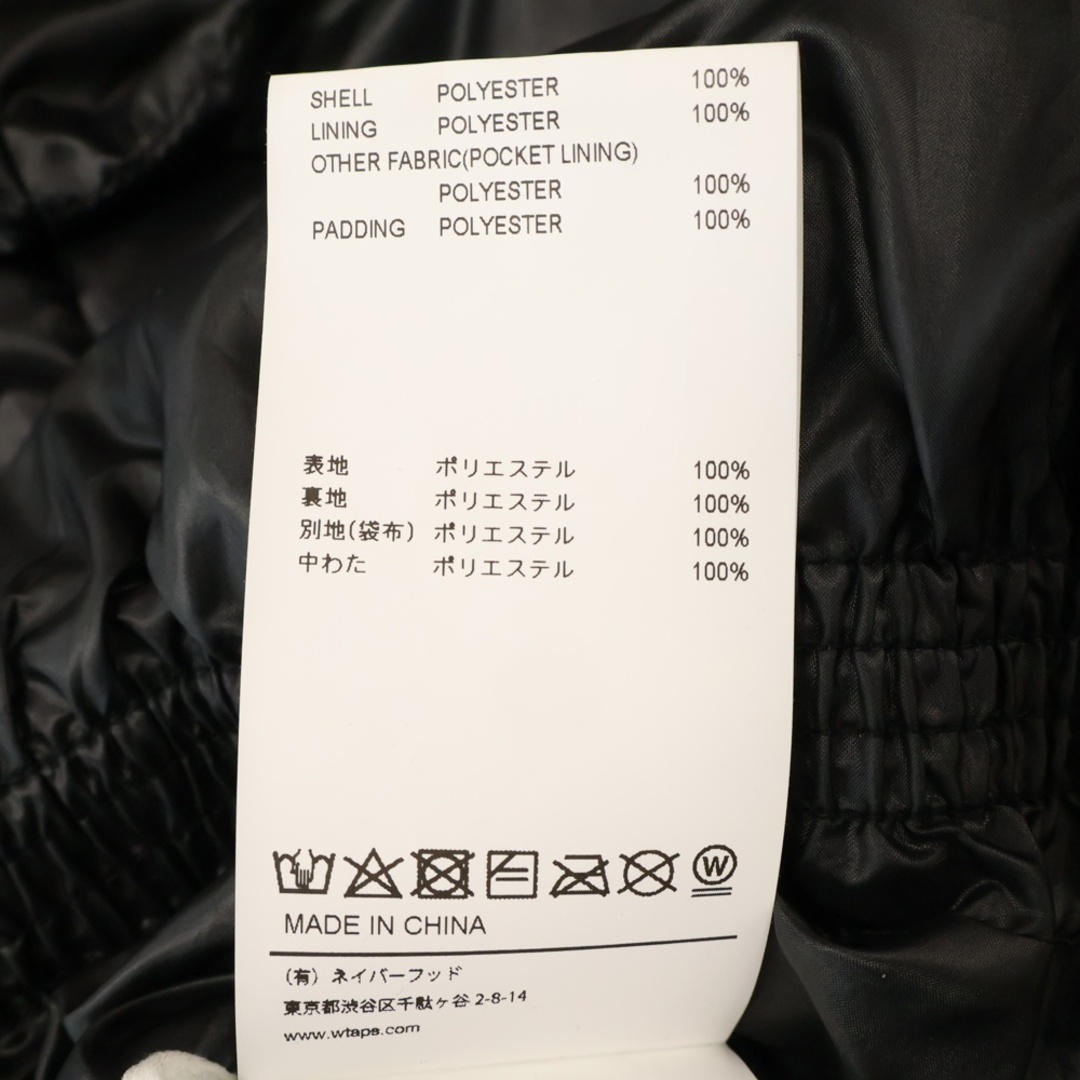 SHELL POLYESTER 100%
LINING POLYESTER 100%
OTHER FABRIC(POCKET LINING)
POLYESTER 100%
PADDING POLYESTER 100%
表地 ポリエステル 100%
裏地 ポリエステル 100%
別地(袋布) ポリエステル 100%
中わた ポリエステル 100%
W
MADE IN CHINA
(有) ネイバーフッド
東京都渋谷区千駄ヶ谷 2-8-14
www.wtaps.com